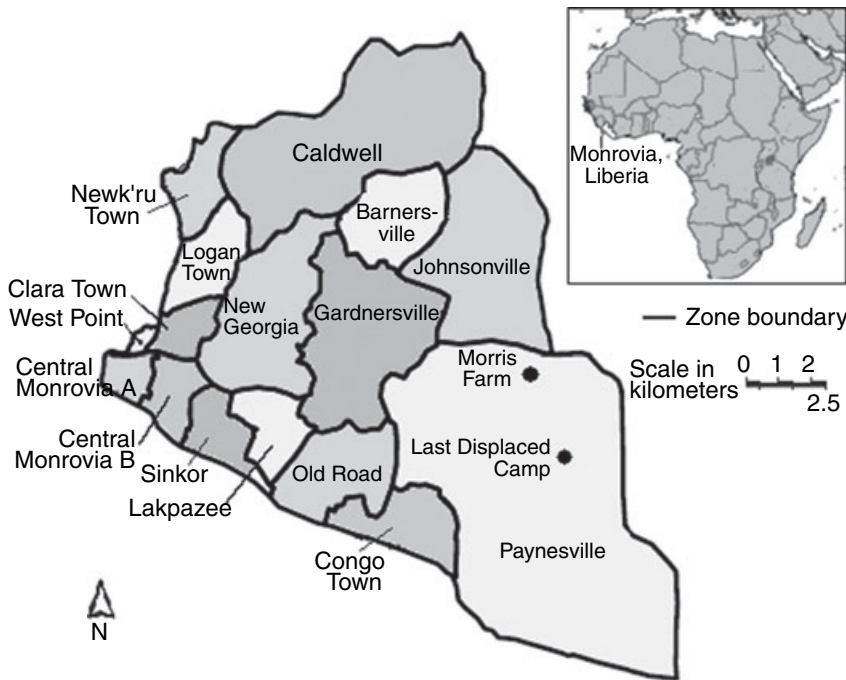 Caldwell
Newk'ru
Town
Barners-
ville
Logan
Town
Johnsonville
Clara Town
West Point
New
Georgia
Gardnersville
Central
Monrovia A
Morris
Farm
Central
Monrovia B
Sinkor
Lakpazee
Old Road
Last Displaced
Camp
Congo
Town
Paynesville
N
Monrovia,
Liberia
Zone boundary
Scale in
kilometers
0 1 2
2.5